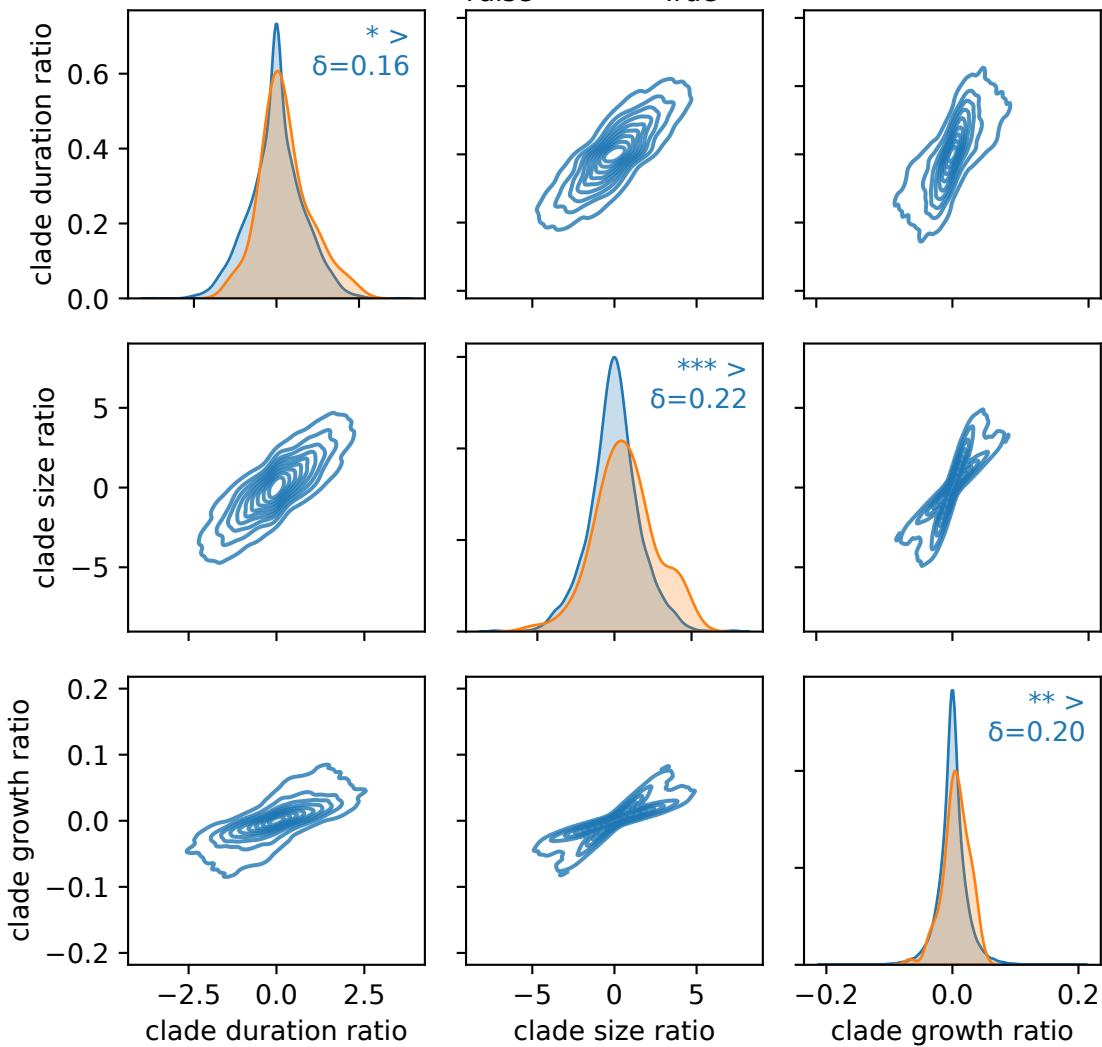 clade duration ratio
0.6
0.4
0.2
0.0
* >
δ=0.16
clade size ratio
5
0
−5
*** >
δ=0.22
clade growth ratio
0.2
0.1
0.0
−0.1
−0.2
** >
δ=0.20
−2.5 0.0 2.5
−5 0 5
−0.2 0.0 0.2
clade duration ratio
clade size ratio
clade growth ratio